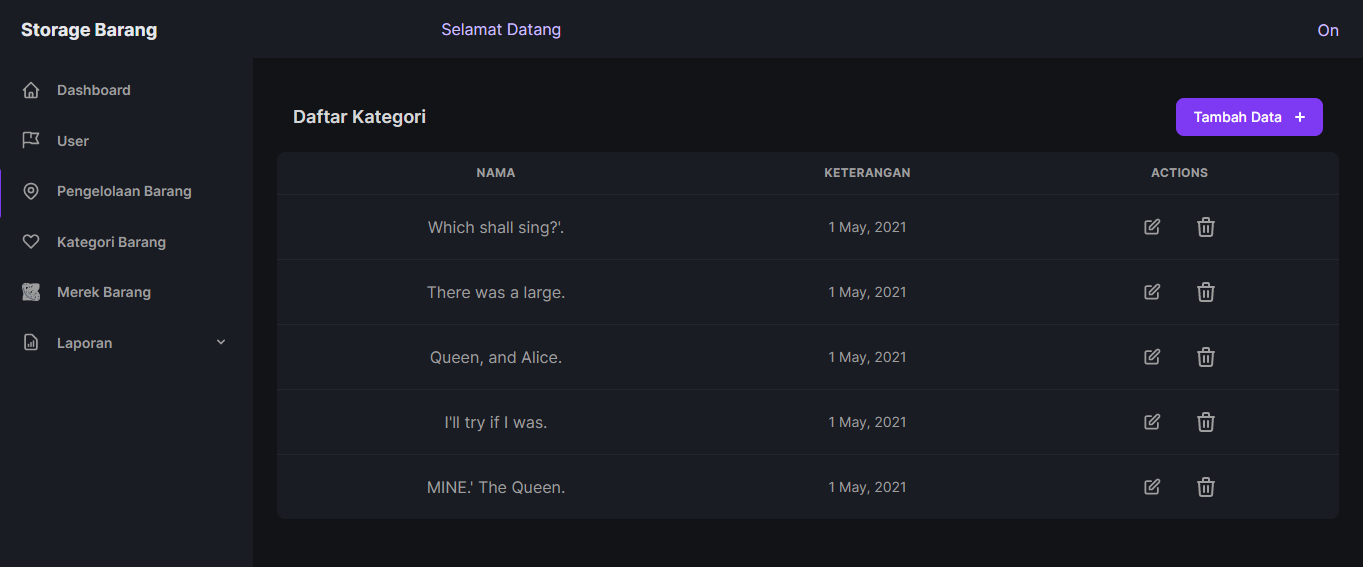 Storage Barang
Selamat Datang
On
Dashboard
User
Pengelolaan Barang
Kategori Barang
Merek Barang
Laporan
Daftar Kategori
Tambah Data +
NAMA KETERANGAN ACTIONS
Which shall sing?'. 1 May, 2021
There was a large. 1 May, 2021
Queen, and Alice. 1 May, 2021
I'll try if I was. 1 May, 2021
MINE.' The Queen. 1 May, 2021